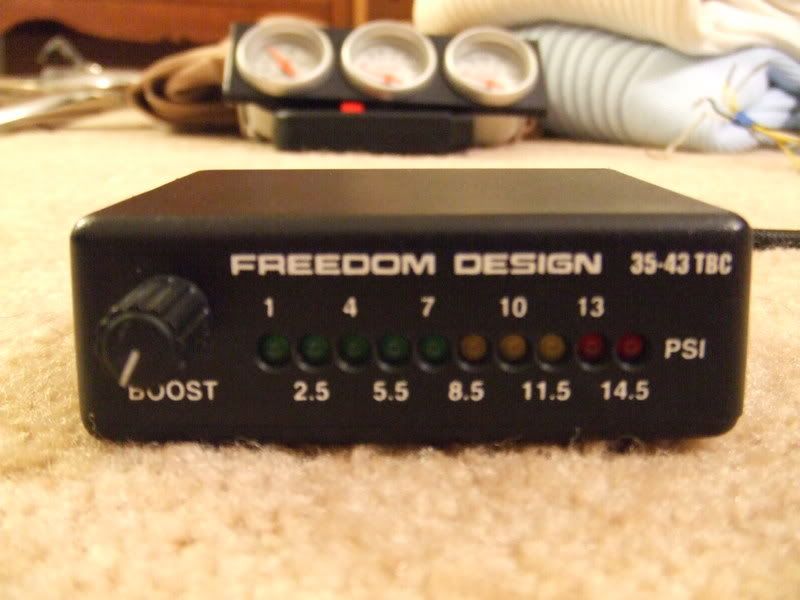 FREEDOM DESIGN 35-43 TBC
1 4 7 10 13
PSI
BOOST 2.5 5.5 8.5 11.5 14.5